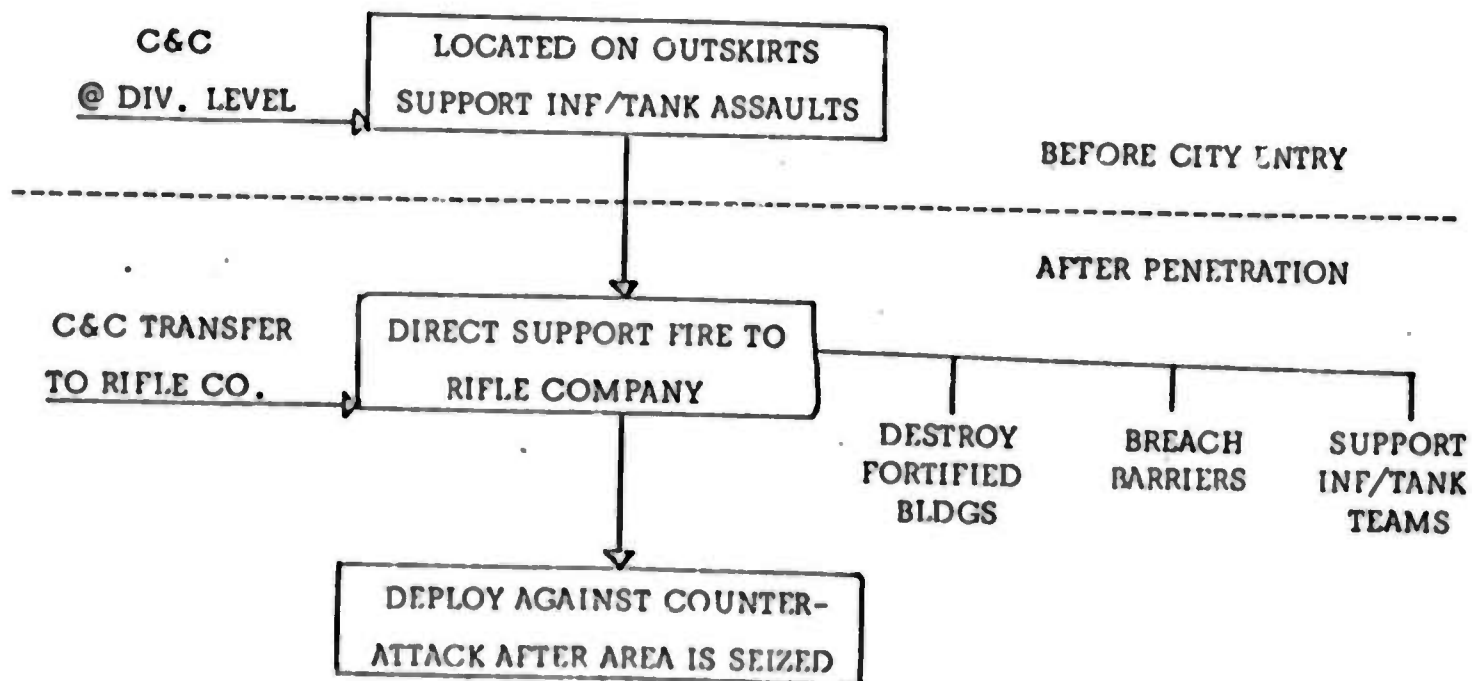 C&C
@ DIV. LEVEL
LOCATED ON OUTSKIRTS
SUPPORT INF/TANK ASSAULTS
BEFORE CITY ENTRY
AFTER PENETRATION
C&C TRANSFER
TO RIFLE CO.
DIRECT SUPPORT FIRE TO
RIFLE COMPANY
DESTROY
FORTIFIED
BLDGS
BREACH
BARRIERS
SUPPORT
INF/TANK
TEAMS
DEPLOY AGAINST COUNTER-
ATTACK AFTER AREA IS SEIZED